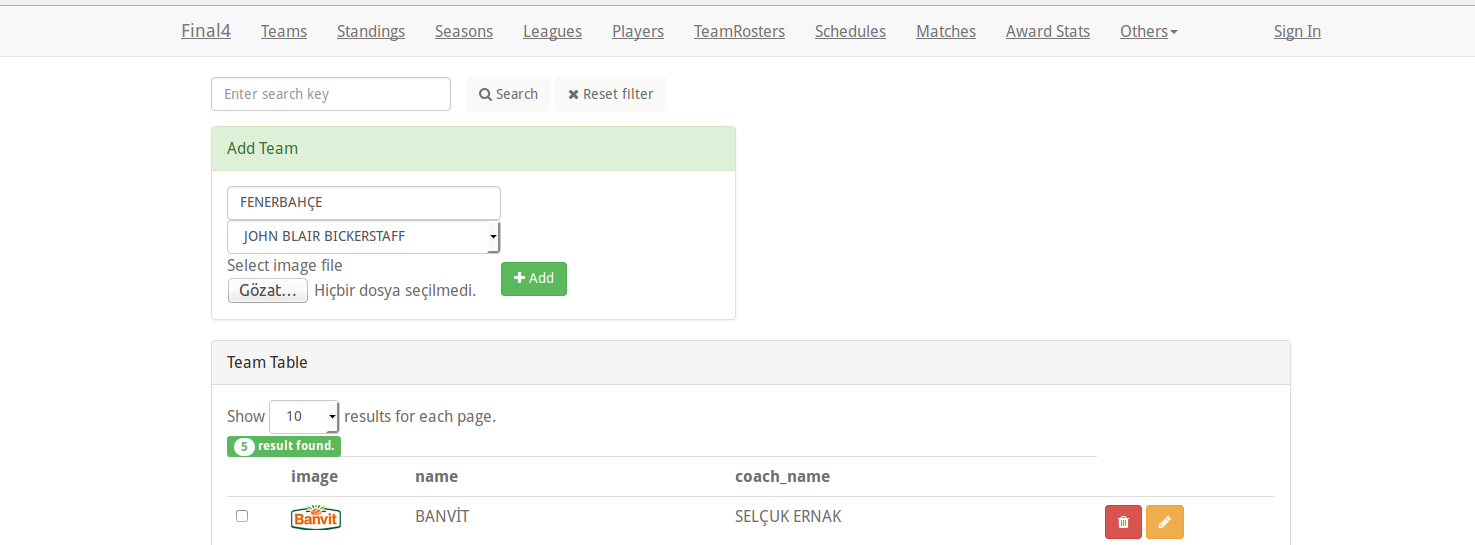 Final4 Teams Standings Seasons Leagues Players TeamRosters Schedules Matches Award Stats Others Sign In
Enter search key Search Reset filter
Add Team
FENERBAHÇE
JOHN BLAIR BICKERSTAFF
Select image file
Add
Gözat... Hiçbir dosya seçilmedi.
Team Table
Show 10 results for each page.
5 result found.
image name coach_name
Banvit BANVİT SELÇUK ERNAK